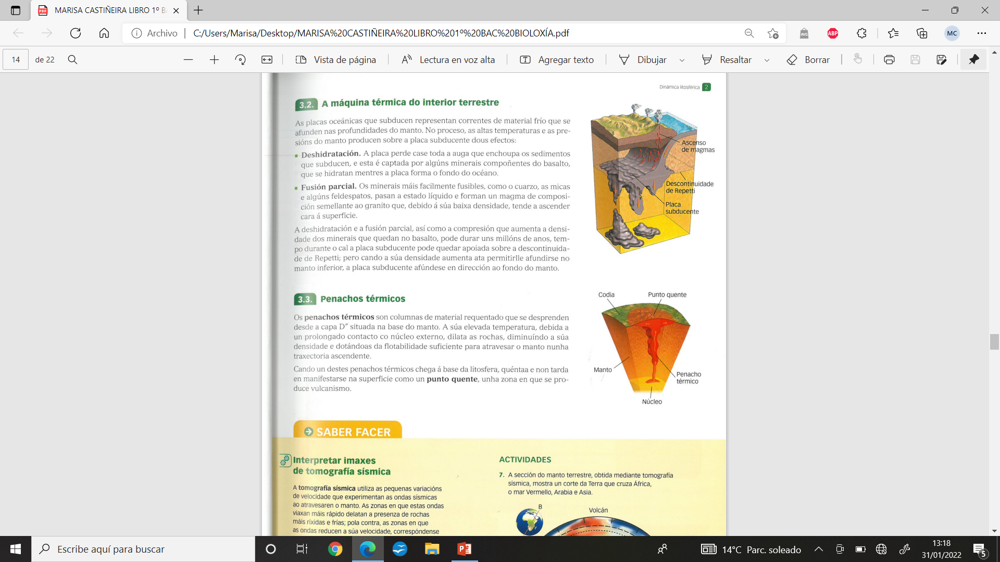 MARISA CASTIÑEIRA LIBRO 1º B
Archivo
C:/Users/Marisa/Desktop/MARISA%20CASTIÑEIRA%20LIBRO%201º%20BAC%20BIOLOXÍA.pdf
AVG
ABP
MC
14 de 22
Vista de página
Lectura en voz alta
Agregar texto
Dibujar
Resaltar
Borrar
Dinámica litosférica 2
3.2. A máquina térmica do interior terrestre
As placas oceánicas que subducen representan correntes de material frío que se
afunden nas profundidades do manto. No proceso, as altas temperaturas e as pre-
sións do manto producen sobre a placa subducente dous efectos:
Deshidratación. A placa perde case toda a auga que enchoupa os sedimentos
que subducen, e esta é captada por algúns minerais compoñentes do basalto,
que se hidratan mentres a placa forma o fondo do océano.
Fusión parcial. Os minerais máis facilmente fusibles, como o cuarzo, as micas
e algúns feldespatos, pasan a estado líquido e forman un magma de composi-
ción semellante ao granito que, debido á súa baixa densidade, tende a ascender
cara á superficie.
A deshidratación e a fusión parcial, así como a compresión que aumenta a densi-
dade dos minerais que quedan no basalto, pode durar uns millóns de anos, tem-
po durante o cal a placa subducente pode quedar apoiada sobre a descontinuida-
de de Repetti; pero cando a súa densidade aumenta ata permitirlle afundirse no
manto inferior, a placa subducente afúndese en dirección ao fondo do manto.
Ascenso
de magmas
Descontinuidade
de Repetti
Placa
subducente
3.3. Penachos térmicos
Os penachos térmicos son columnas de material requentado que se desprenden
desde a capa D″ situada na base do manto. A súa elevada temperatura, debida a
un prolongado contacto co núcleo externo, dilata as rochas, diminuíndo a súa
densidade e dotándoas da flotabilidade suficiente para atravesar o manto nunha
traxectoria ascendente.
Cando un destes penachos térmicos chega á base da litosfera, quéntaa e non tarda
en manifestarse na superficie como un punto quente, unha zona en que se pro-
duce vulcanismo.
Codia
Punto quente
Manto
Penacho
térmico
Núcleo
SABER FACER
Interpretar imaxes
de tomografía sísmica
A tomografía sísmica utiliza as pequenas variacións
de velocidade que experimentan as ondas sísmicas
ao atravesaren o manto. As zonas en que estas ondas
viaxan máis rápido delatan a presenza de rochas
máis ríxidas e frías; pola contra, as zonas en que
as ondas reducen a súa velocidade, correspóndense
ACTIVIDADES
7. A sección do manto terrestre, obtida mediante tomografía
sísmica, mostra un corte da Terra que cruza África,
o mar Vermello, Arabia e Asia.
B
Volcán
Escribe aquí para buscar
14°C Parc. soleado
13:18
31/01/2022
5